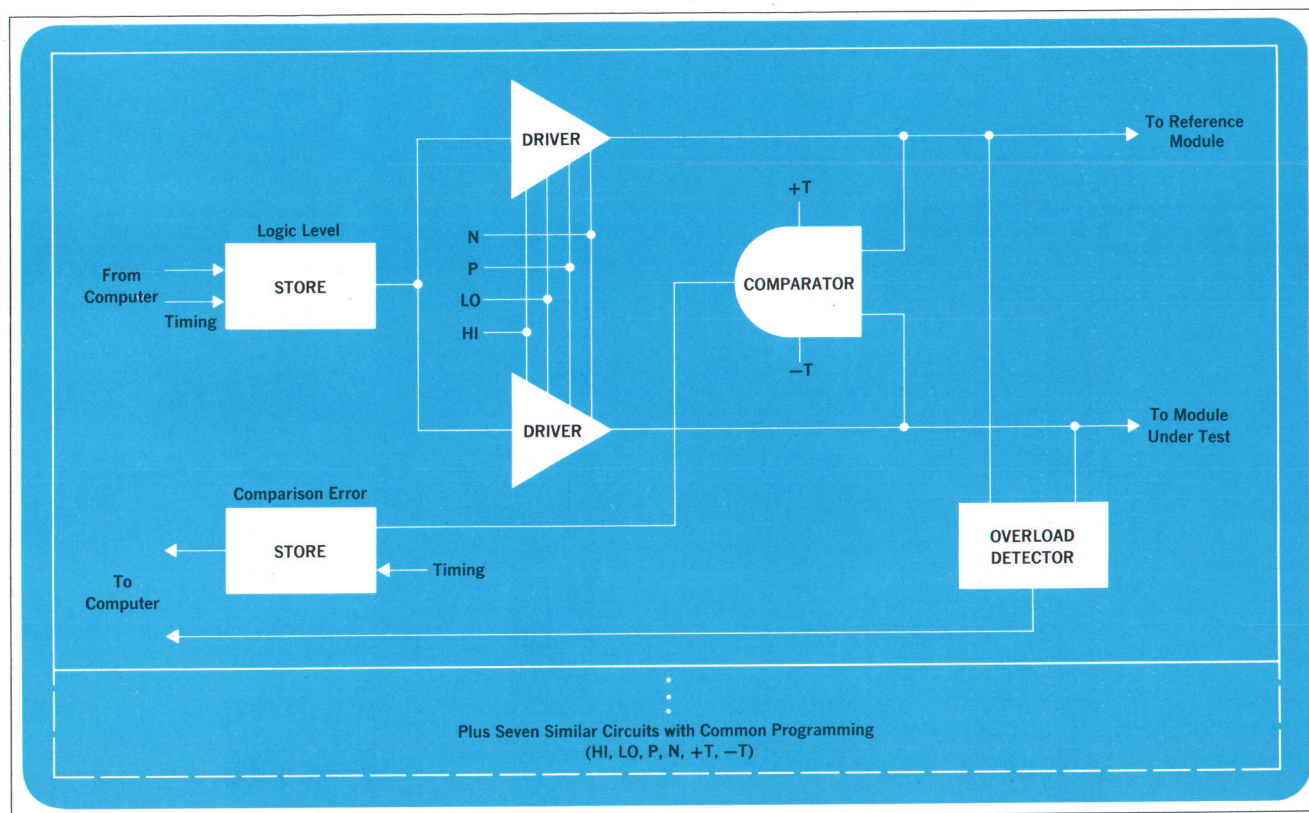 DRIVER
To Reference
Module
+T
Logic Level
N
From
Computer
STORE
P
COMPARATOR
Timing
LO
HI
−T
DRIVER
To Module
Under Test
Comparison Error
STORE
OVERLOAD
DETECTOR
Timing
To
Computer
Plus Seven Similar Circuits with Common Programming
(HI, LO, P, N, +T, −T)